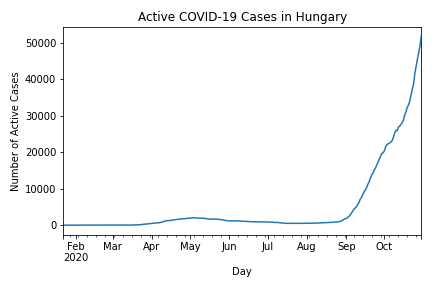 Active COVID-19 Cases in Hungary
Number of Active Cases
50000
40000
30000
20000
10000
0
Feb Mar Apr May Jun Jul Aug Sep Oct
2020
Day